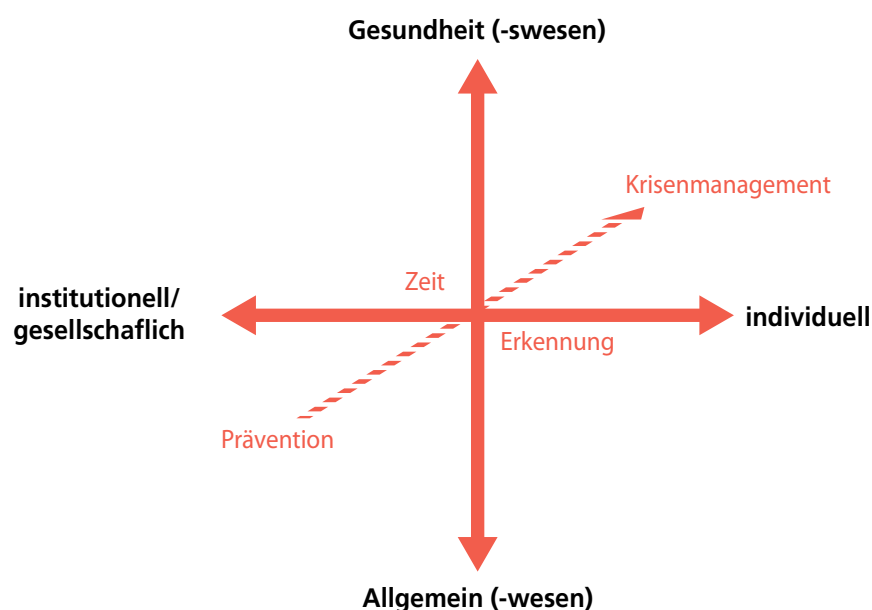 Gesundheit (-swesen)
Krisenmanagement
Zeit
institutionell/
gesellschaflich
individuell
Erkennung
Prävention
Allgemein (-wesen)